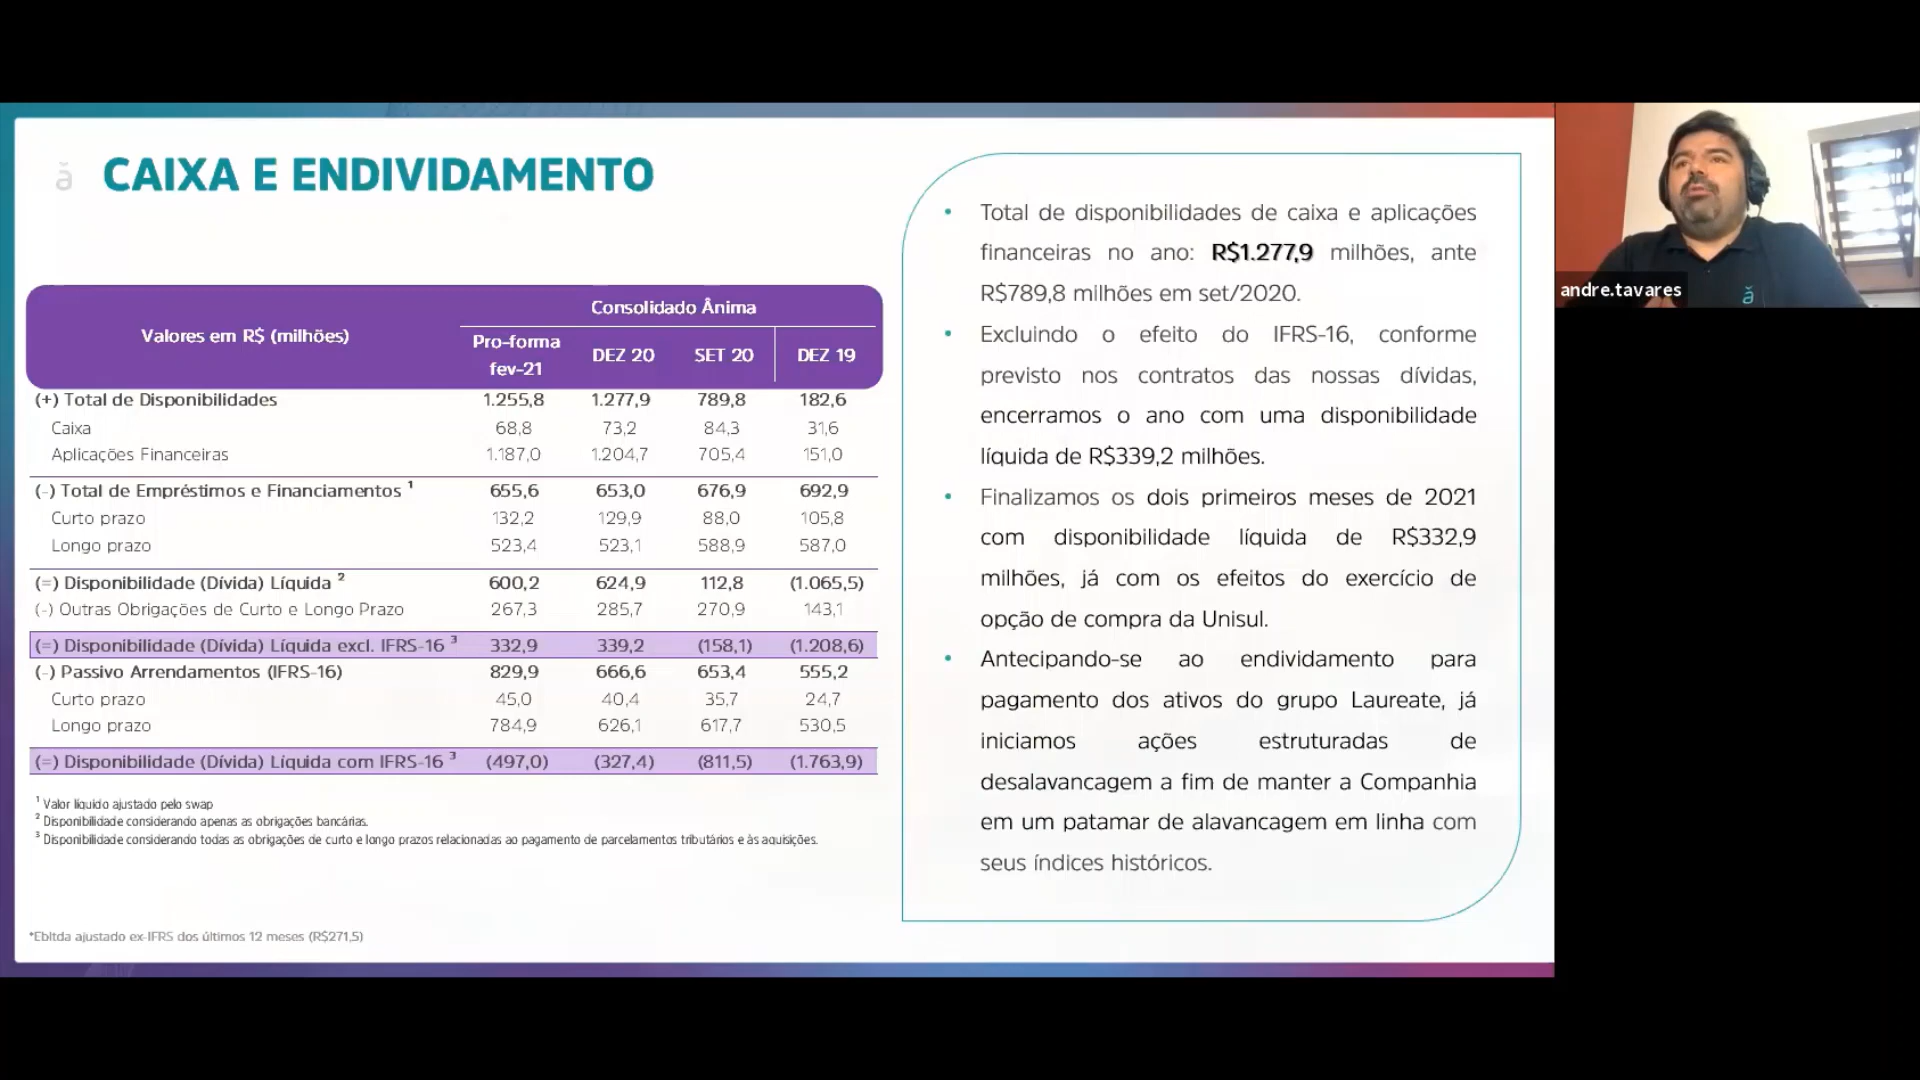 ă CAIXA E ENDIVIDAMENTO
Valores em R$ (milhões)
Consolidado Ânima
Pro-forma fev-21 DEZ 20 SET 20 DEZ 19
(+) Total de Disponibilidades 1.255,8 1.277,9 789,8 182,6
Caixa 68,8 73,2 84,3 31,6
Aplicações Financeiras 1.187,0 1.204,7 705,4 151,0
(-) Total de Empréstimos e Financiamentos ¹ 655,6 653,0 676,9 692,9
Curto prazo 132,2 129,9 88,0 105,8
Longo prazo 523,4 523,1 588,9 587,0
(=) Disponibilidade (Dívida) Líquida ² 600,2 624,9 112,8 (1.065,5)
(-) Outras Obrigações de Curto e Longo Prazo 267,3 285,7 270,9 143,1
(=) Disponibilidade (Dívida) Líquida excl. IFRS-16 ³ 332,9 339,2 (158,1) (1.208,6)
(-) Passivo Arrendamentos (IFRS-16) 829,9 666,6 653,4 555,2
Curto prazo 45,0 40,4 35,7 24,7
Longo prazo 784,9 626,1 617,7 530,5
(=) Disponibilidade (Dívida) Líquida com IFRS-16 ³ (497,0) (327,4) (811,5) (1.763,9)
¹ Valor líquido ajustado pelo swap
² Disponibilidade considerando apenas as obrigações bancárias.
³ Disponibilidade considerando todas as obrigações de curto e longo prazos relacionadas ao pagamento de parcelamentos tributários e às aquisições.
*Ebitda ajustado ex-IFRS dos últimos 12 meses (R$271,5)
• Total de disponibilidades de caixa e aplicações
financeiras no ano: R$1.277,9 milhões, ante
R$789,8 milhões em set/2020.
• Excluindo o efeito do IFRS-16, conforme
previsto nos contratos das nossas dívidas,
encerramos o ano com uma disponibilidade
líquida de R$339,2 milhões.
• Finalizamos os dois primeiros meses de 2021
com disponibilidade líquida de R$332,9
milhões, já com os efeitos do exercício de
opção de compra da Unisul.
• Antecipando-se ao endividamento para
pagamento dos ativos do grupo Laureate, já
iniciamos ações estruturadas de
desalavancagem a fim de manter a Companhia
em um patamar de alavancagem em linha com
seus índices históricos.
andre.tavares
ă